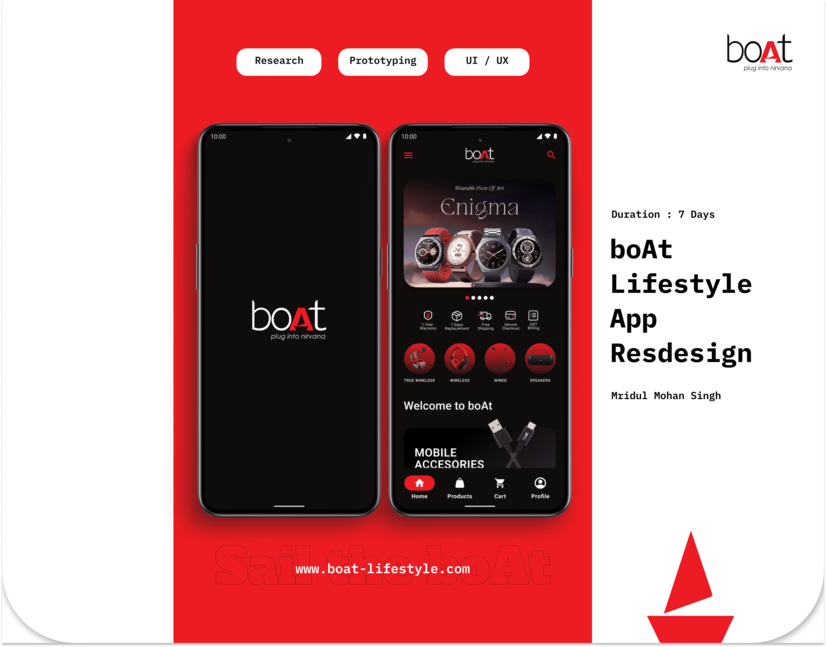 Research
Prototyping
UI / UX
boAt
plug into nirvana
10:00
boAt
plug into nirvana
10:00
boAt
Wearable Piece Of Art
Enigma
1 Year
Warranty
7 Days
Replacement
Free
Shipping
Secure
Checkout
GST
Billing
TRUE WIRELESS
WIRELESS
WIRED
SPEAKERS
Welcome to boAt
MOBILE
ACCESORIES
Home
Products
Cart
Profile
Duration : 7 Days
boAt
Lifestyle
App
Resdesign
Mridul Mohan Singh
Sail the boAt
www.boat-lifestyle.com